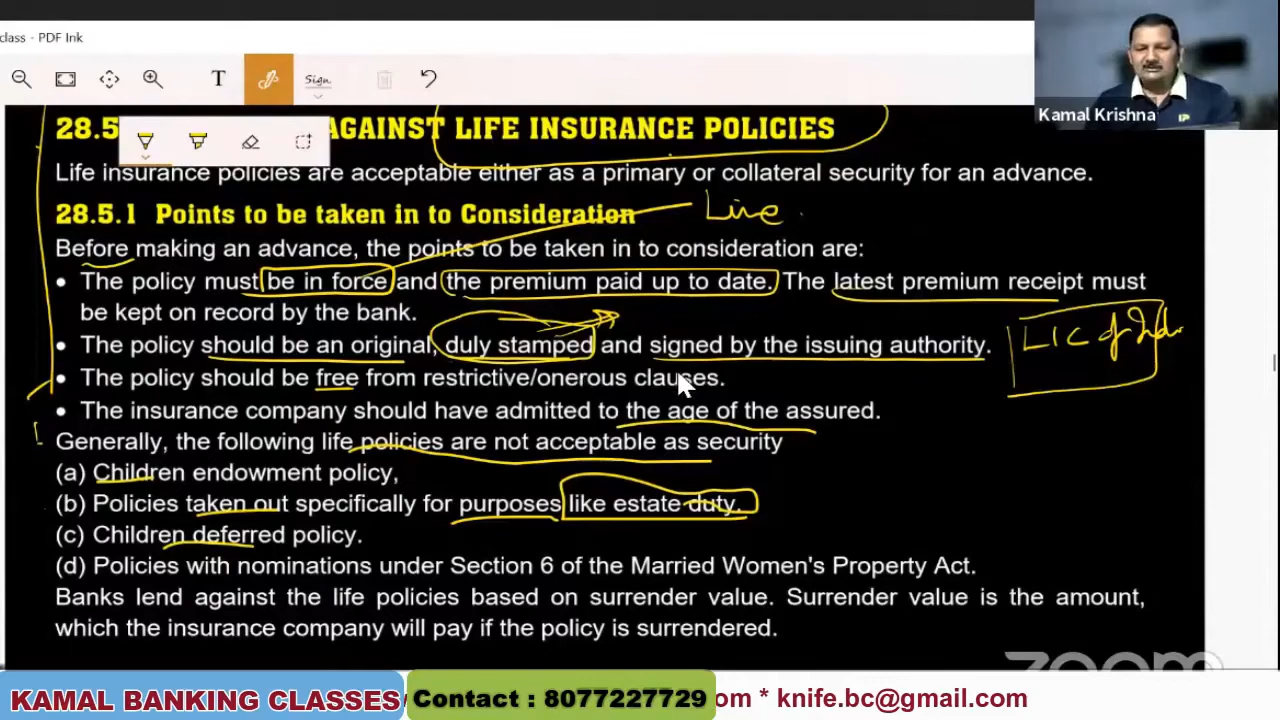 class - PDF Ink
T
Sign
Kamal Krishna
28.5 AGAINST LIFE INSURANCE POLICIES
Life insurance policies are acceptable either as a primary or collateral security for an advance.
28.5.1 Points to be taken in to Consideration
Live
Before making an advance, the points to be taken in to consideration are:
• The policy must be in force and the premium paid up to date. The latest premium receipt must
be kept on record by the bank.
• The policy should be an original, duly stamped and signed by the issuing authority.
LIC of
• The policy should be free from restrictive/onerous clauses.
• The insurance company should have admitted to the age of the assured.
Generally, the following life policies are not acceptable as security
(a) Children endowment policy,
(b) Policies taken out specifically for purposes like estate duty.
(c) Children deferred policy.
(d) Policies with nominations under Section 6 of the Married Women's Property Act.
Banks lend against the life policies based on surrender value. Surrender value is the amount,
which the insurance company will pay if the policy is surrendered.
zoom
KAMAL BANKING CLASSES Contact : 8077227729 om * knife.bc@gmail.com